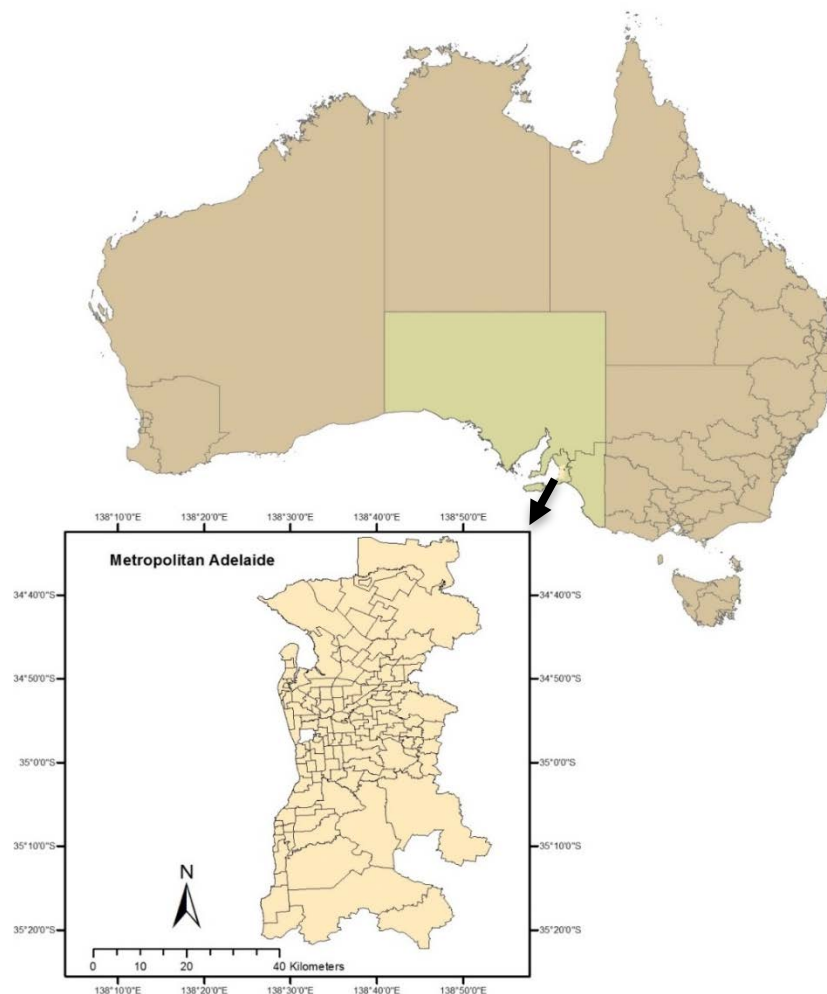 138°10'0"E 138°20'0"E 138°30'0"E 138°40'0"E 138°50'0"E
Metropolitan Adelaide
34°40'0"S 34°40'0"S
34°50'0"S 34°50'0"S
35°0'0"S 35°0'0"S
35°10'0"S 35°10'0"S
35°20'0"S 35°20'0"S
N
0 10 20 40 Kilometers
138°10'0"E 138°20'0"E 138°30'0"E 138°40'0"E 138°50'0"E